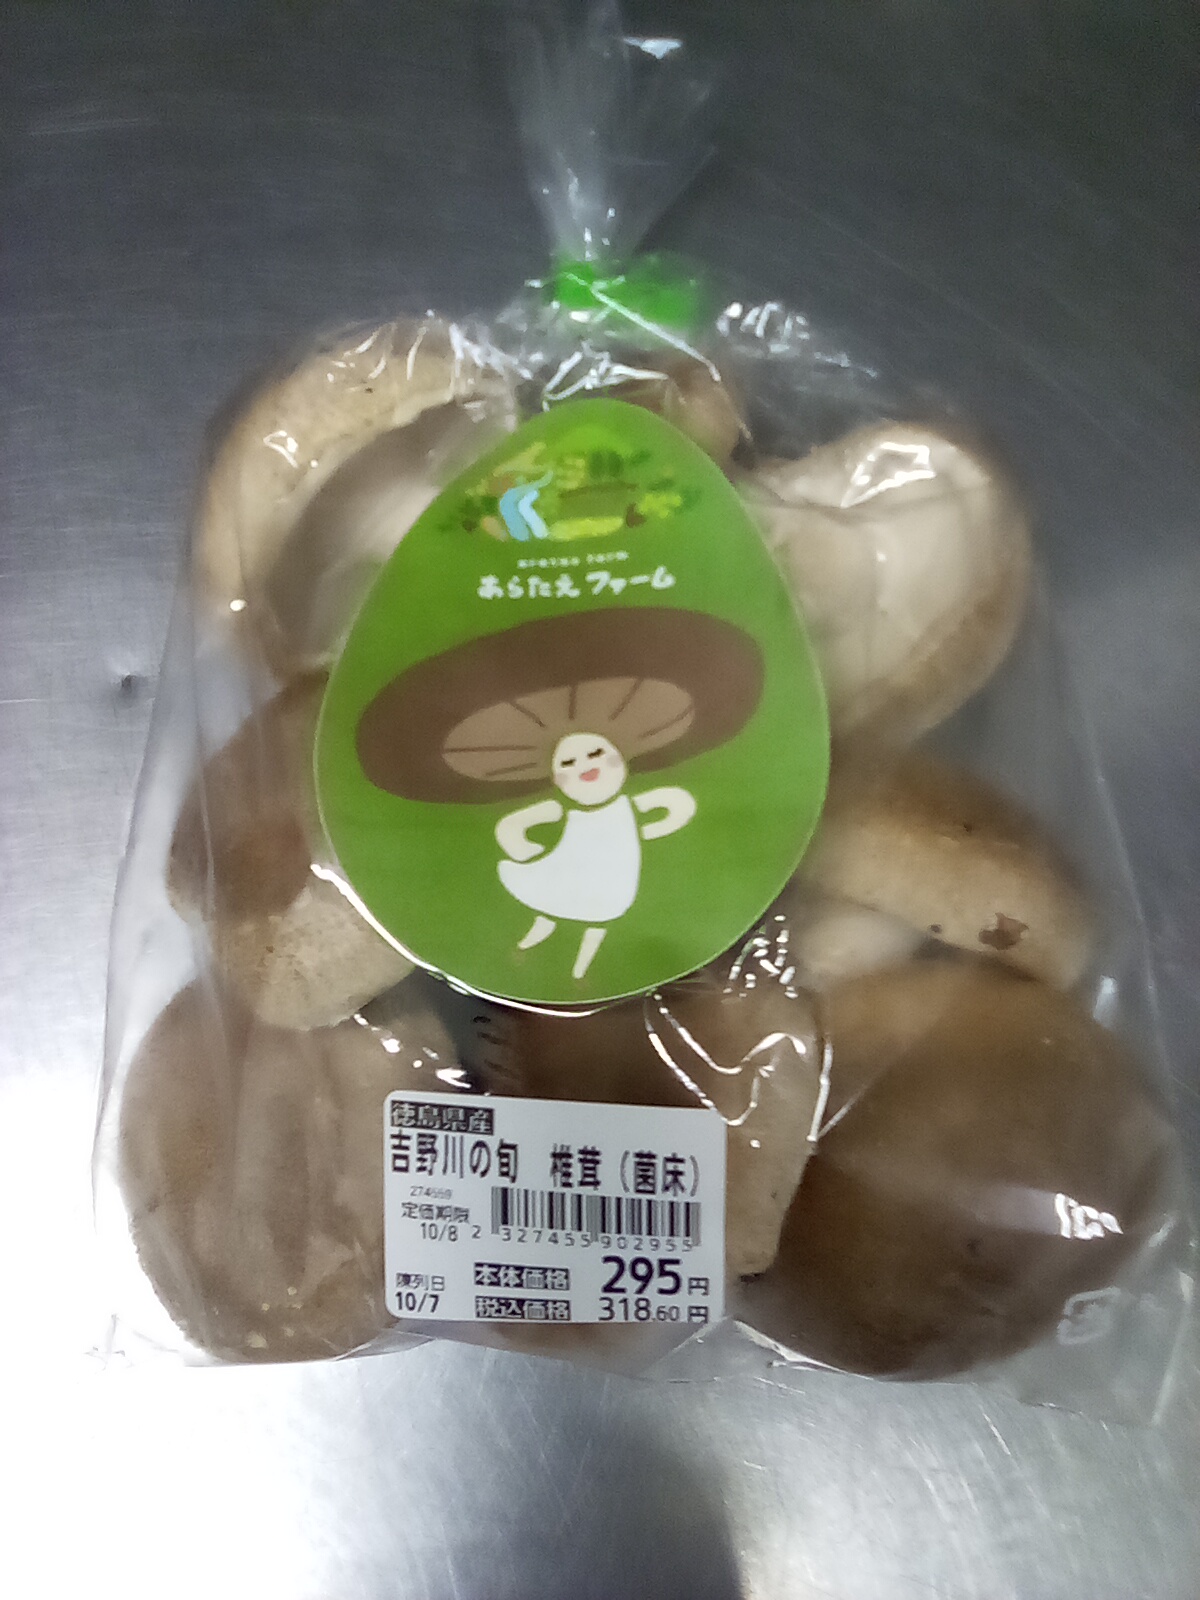 あらたえファーム
徳島県産
吉野川の旬 椎茸（菌床）
274559
定価期限
10/8
2 327455 902955
陳列日
10/7
本体価格 295円
税込価格 318.60円